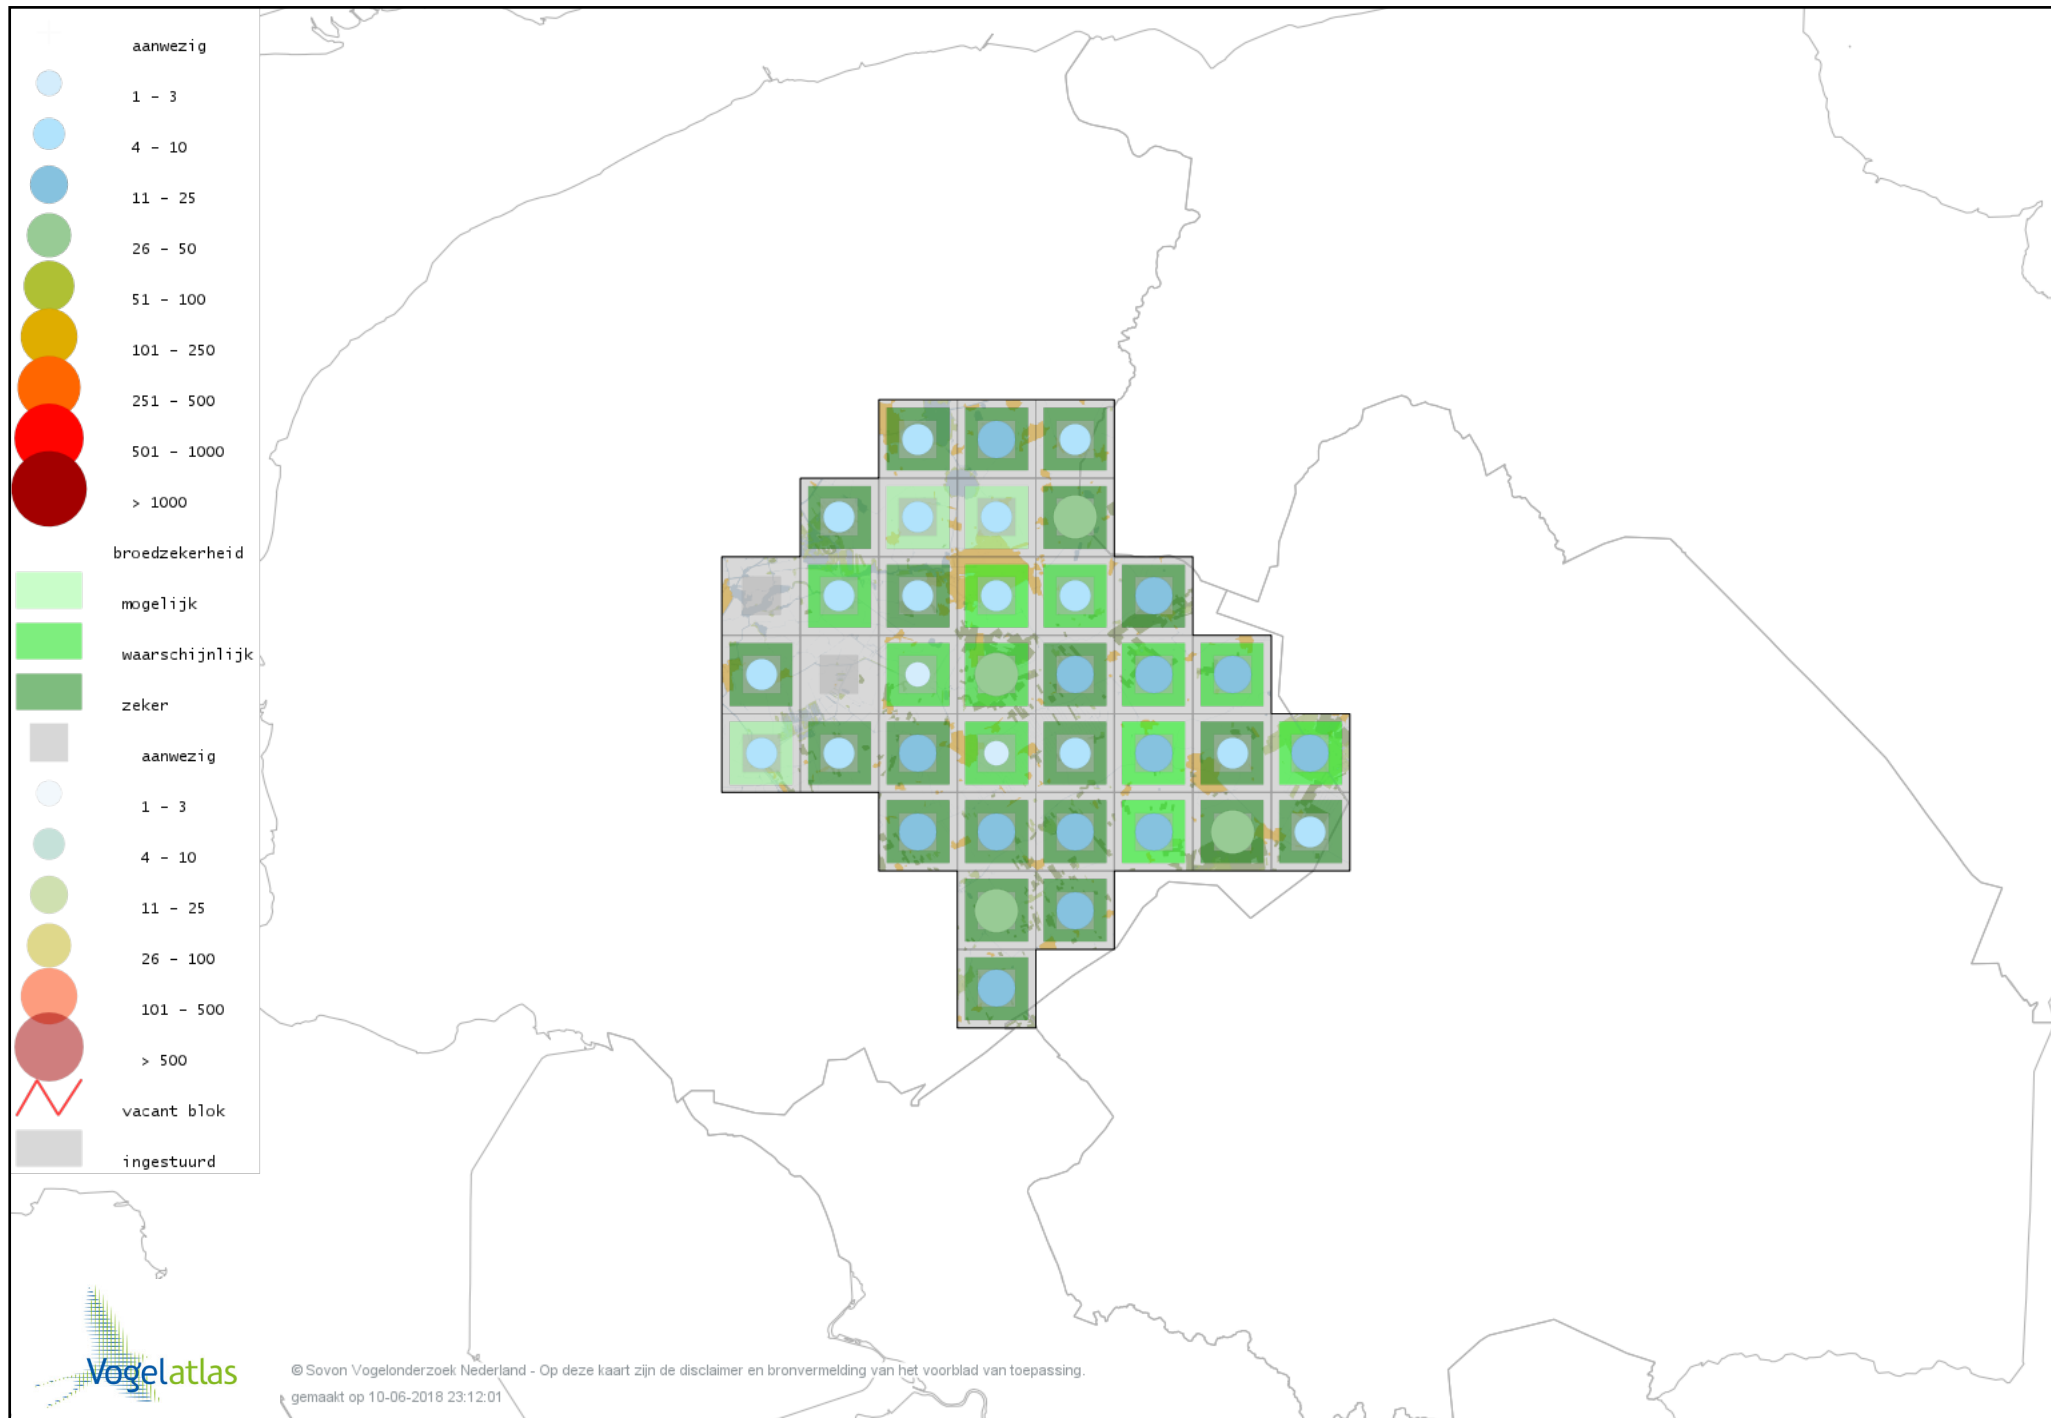 aanwezig
1 – 3
4 – 10
11 – 25
26 – 50
51 – 100
101 – 250
251 – 500
501 – 1000
> 1000
broedzekerheid
mogelijk
waarschijnlijk
zeker
aanwezig
1 – 3
4 – 10
11 – 25
26 – 100
101 – 500
> 500
vacant blok
ingestuurd
Vogelatlas
© Sovon Vogelonderzoek Nederland - Op deze kaart zijn de disclaimer en bronvermelding van het voorblad van toepassing.
gemaakt op 10-06-2018 23:12:01